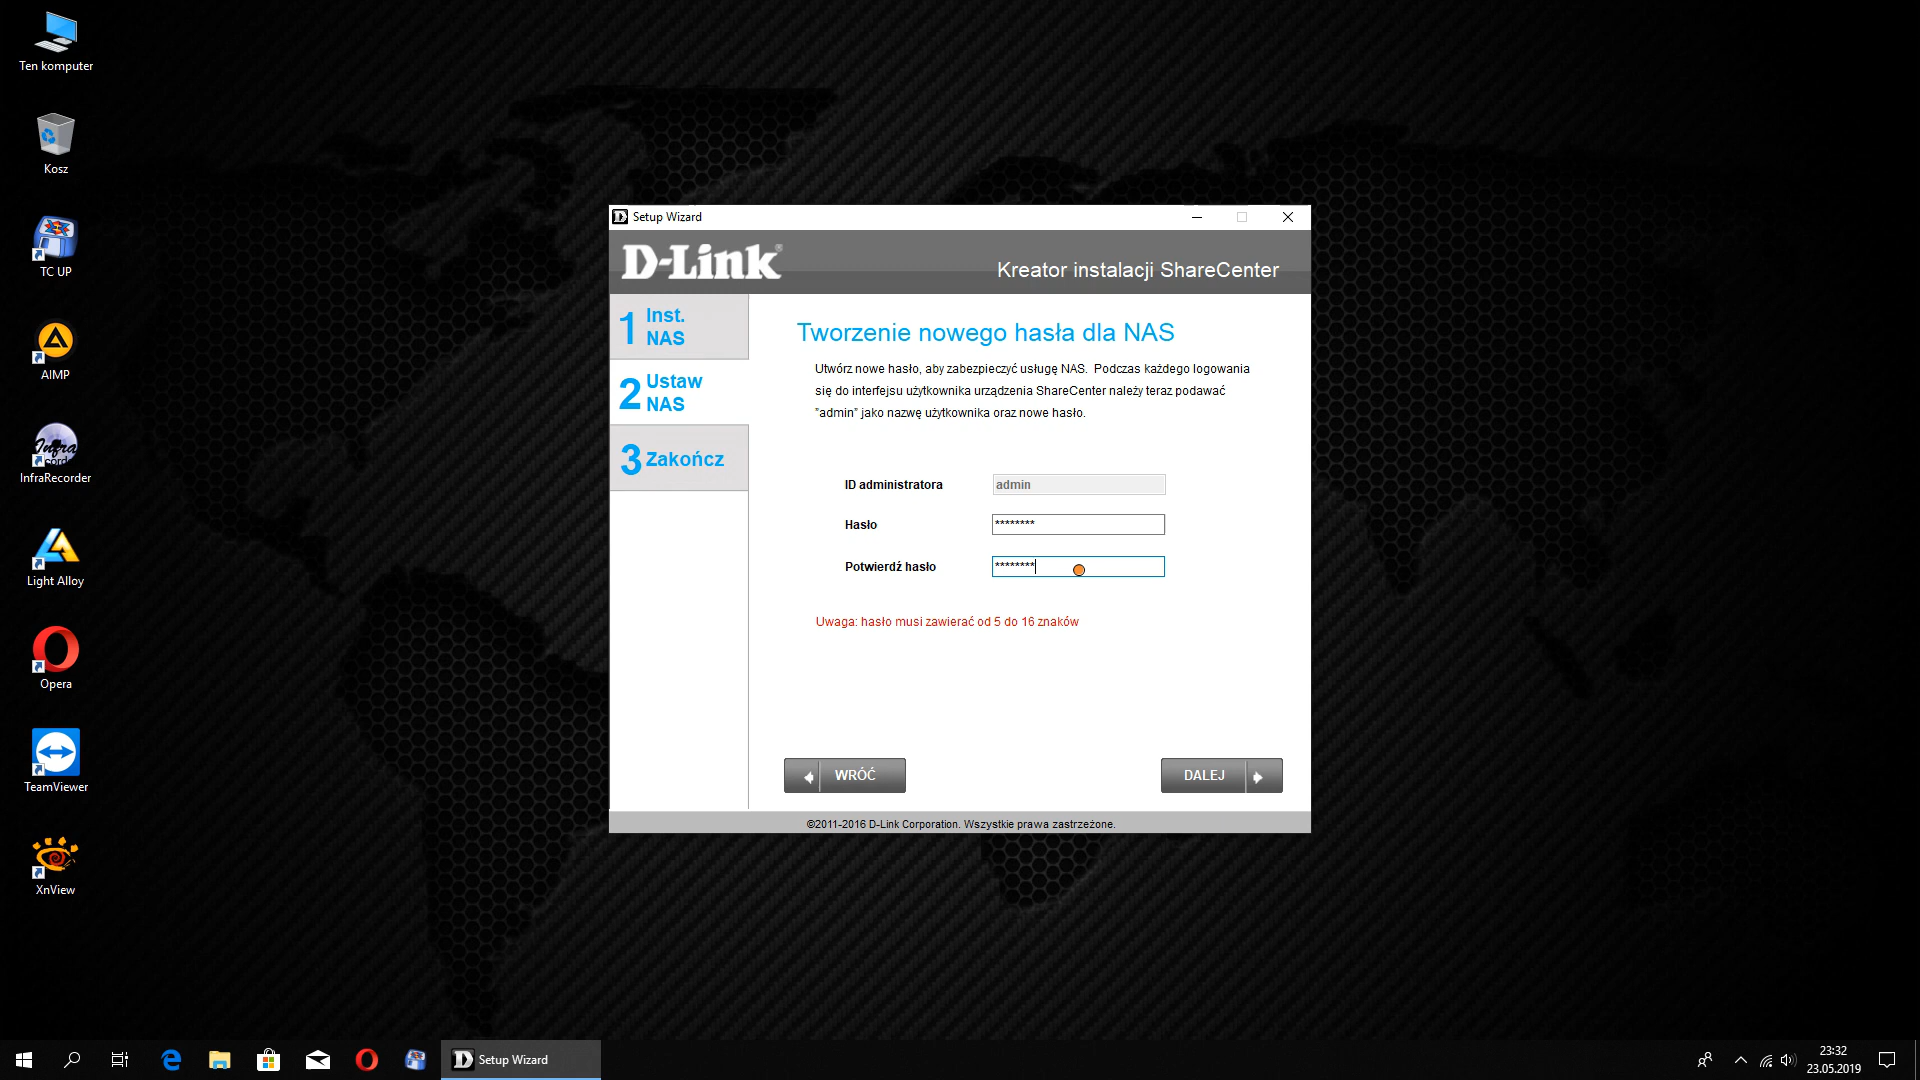 Ten komputer
Kosz
TC UP
AIMP
InfraRecorder
Light Alloy
Opera
TeamViewer
XnView
Setup Wizard
D-Link®
Kreator instalacji ShareCenter
1 Inst. NAS
2 Ustaw NAS
3 Zakończ
Tworzenie nowego hasła dla NAS
Utwórz nowe hasło, aby zabezpieczyć usługę NAS.  Podczas każdego logowania
się do interfejsu użytkownika urządzenia ShareCenter należy teraz podawać
"admin" jako nazwę użytkownika oraz nowe hasło.
ID administratora admin
Hasło ********
Potwierdź hasło ********
Uwaga: hasło musi zawierać od 5 do 16 znaków
WRÓĆ
DALEJ
©2011-2016 D-Link Corporation. Wszystkie prawa zastrzeżone.
Setup Wizard
23:32
23.05.2019